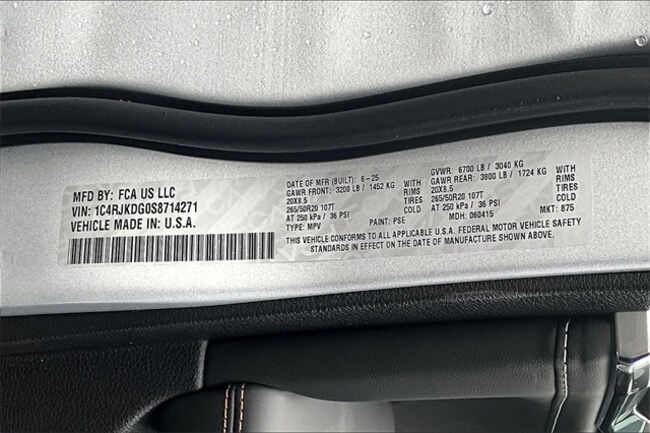 MFD BY: FCA US LLC
VIN: 1C4RJKDG0S8714271
VEHICLE MADE IN: U.S.A.
DATE OF MFR (BUILT): 6-25
GAWR FRONT: 3200 LB / 1452 KG WITH
20X8.5 RIMS
265/50R20 107T TIRES
AT 250 kPa / 36 PSI COLD
TYPE: MPV PAINT: PSE
GVWR: 6700 LB / 3040 KG
GAWR REAR: 3800 LB / 1724 KG WITH
20X8.5 RIMS
265/50R20 107T TIRES
AT 250 kPa / 36 PSI COLD
MDH: 060415 MKT: 875
THIS VEHICLE CONFORMS TO ALL APPLICABLE U.S.A. FEDERAL MOTOR VEHICLE SAFETY
STANDARDS IN EFFECT ON THE DATE OF MANUFACTURE SHOWN ABOVE.